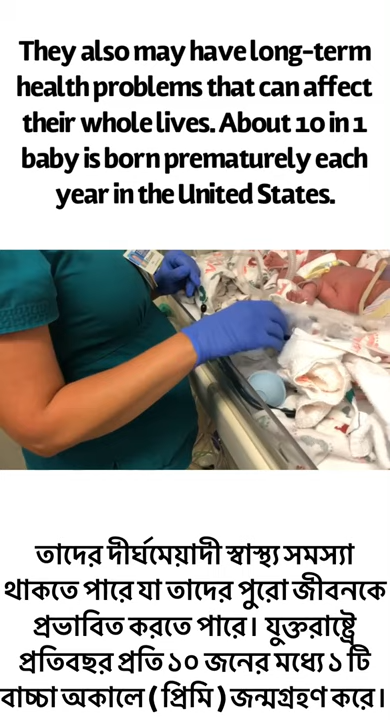 They also may have long-term
health problems that can affect
their whole lives. About 10 in 1
baby is born prematurely each
year in the United States.
তাদের দীর্ঘমেয়াদী স্বাস্থ্য সমস্যা
থাকতে পারে যা তাদের পুরো জীবনকে
প্রভাবিত করতে পারে। যুক্তরাষ্ট্রে
প্রতিবছর প্রতি ১০ জনের মধ্যে ১ টি
বাচ্চা অকালে ( প্রিমি ) জন্মগ্রহণ করে।